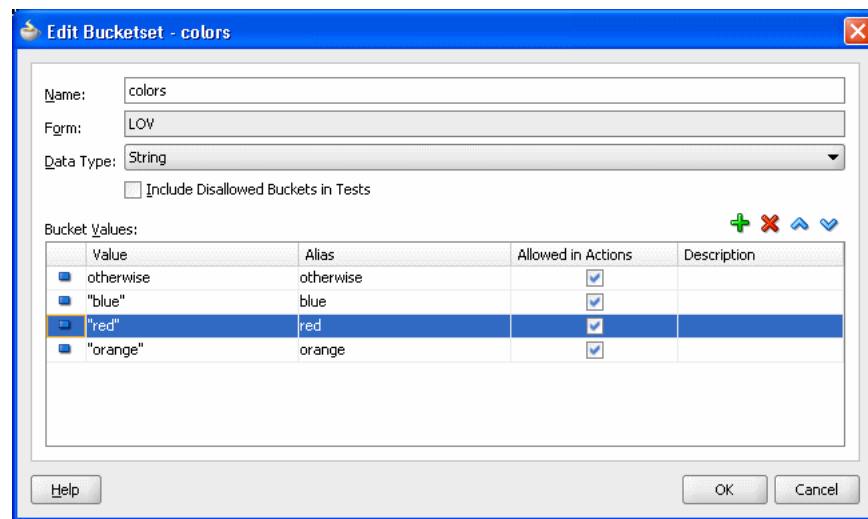 Edit Bucketset - colors
Name: colors
Form: LOV
Data Type: String
Include Disallowed Buckets in Tests
Bucket Values:
Value Alias Allowed in Actions Description
otherwise otherwise
"blue" blue
"red" red
"orange" orange
Help OK Cancel